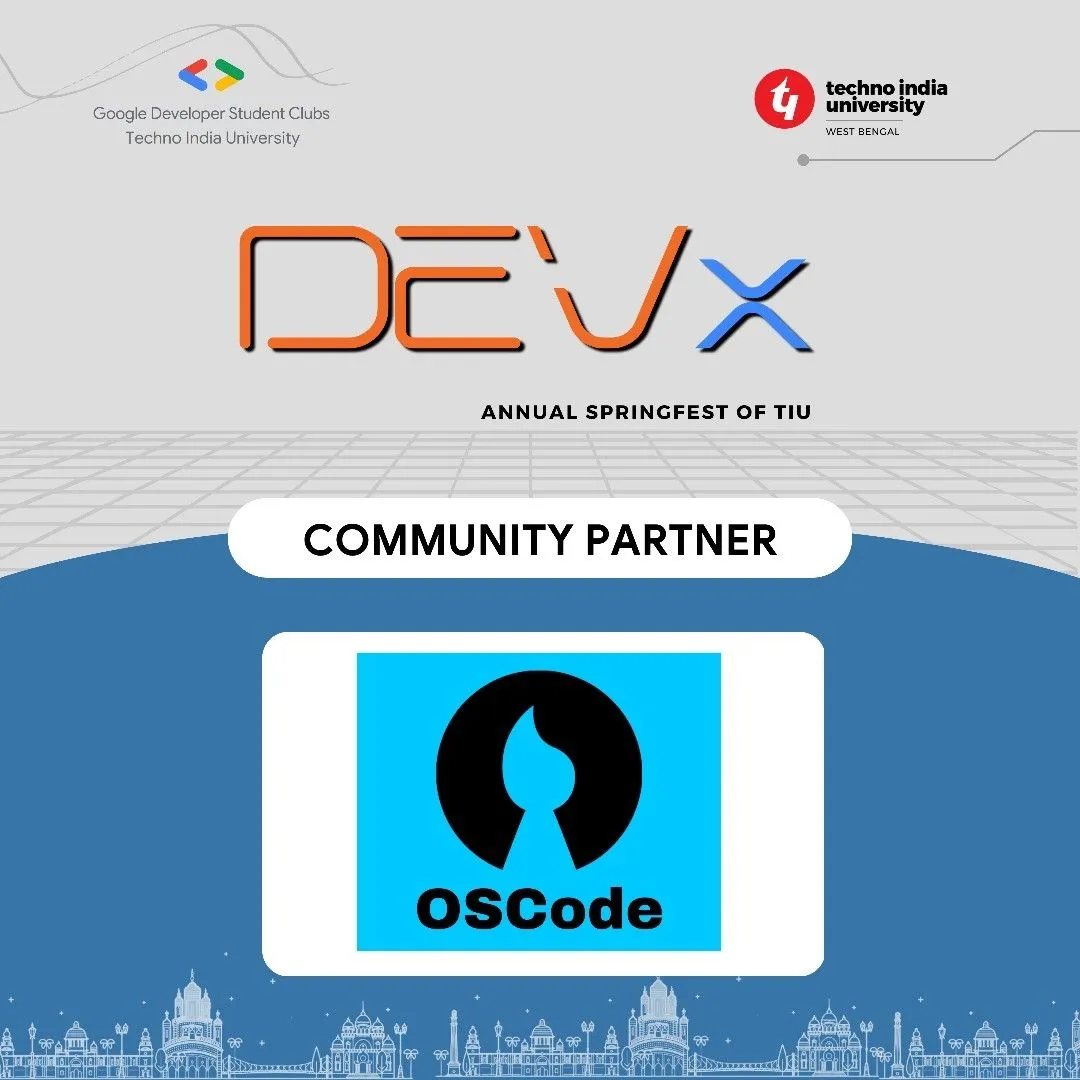 Google Developer Student Clubs
Techno India University
techno india
university
WEST BENGAL
DEVx
ANNUAL SPRINGFEST OF TIU
COMMUNITY PARTNER
OSCode